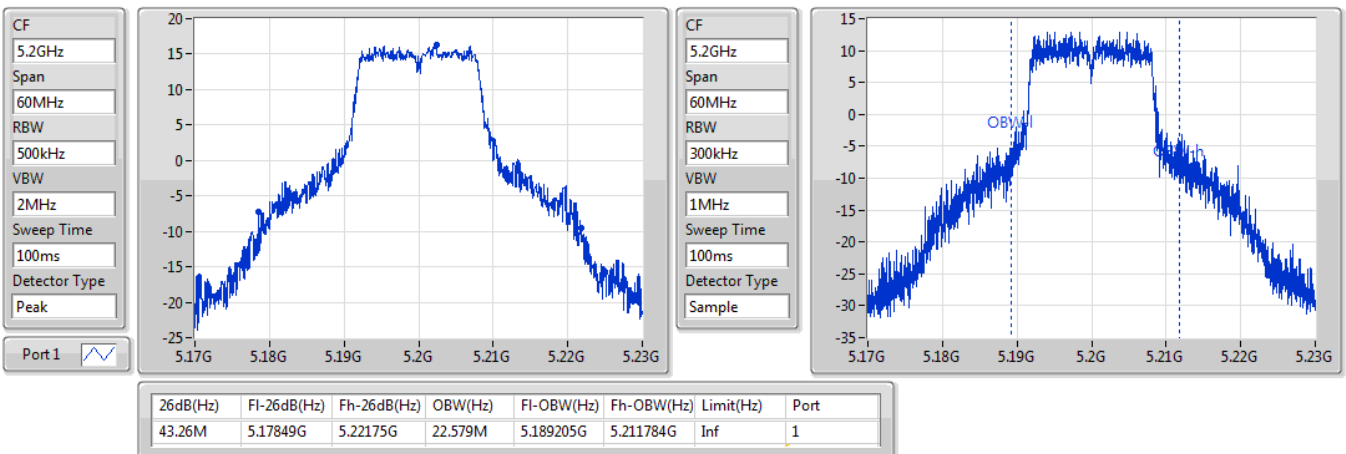 CF
5.2GHz
Span
60MHz
RBW
500kHz
VBW
2MHz
Sweep Time
100ms
Detector Type
Peak
Port 1
20
15
10
5
0
-5
-10
-15
-20
-25
5.17G 5.18G 5.19G 5.2G 5.21G 5.22G 5.23G
CF
5.2GHz
Span
60MHz
RBW
300kHz
VBW
1MHz
Sweep Time
100ms
Detector Type
Sample
15
10
5
0
-5
-10
-15
-20
-25
-30
-35
OBW-l
5.17G 5.18G 5.19G 5.2G 5.21G 5.22G 5.23G
26dB(Hz) Fl-26dB(Hz) Fh-26dB(Hz) OBW(Hz) Fl-OBW(Hz) Fh-OBW(Hz) Limit(Hz) Port
43.26M 5.17849G 5.22175G 22.579M 5.189205G 5.211784G Inf 1